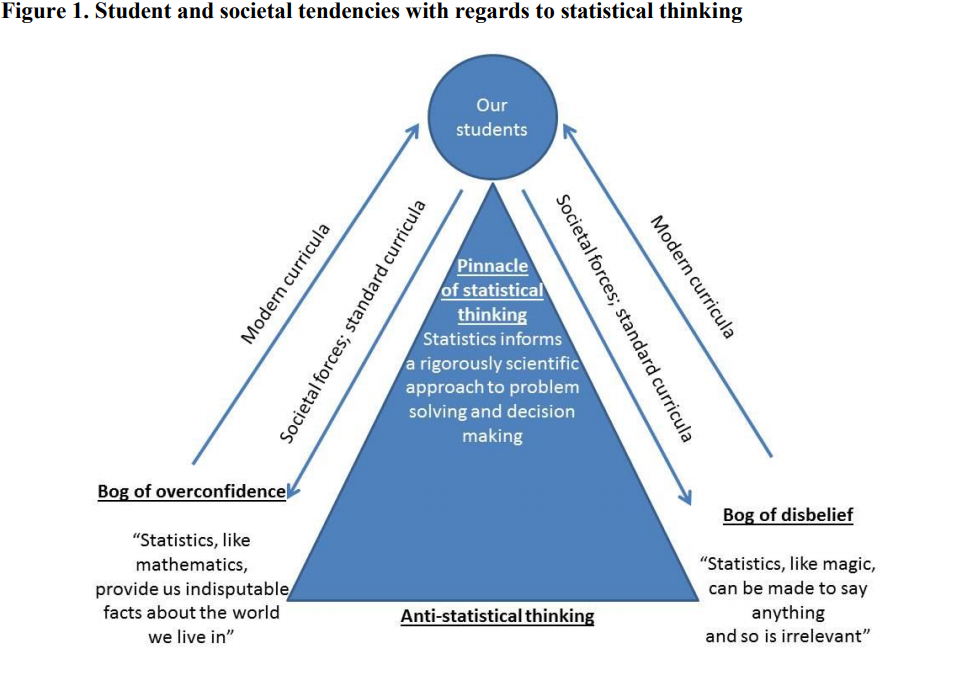 Figure 1. Student and societal tendencies with regards to statistical thinking
Our
students
Modern curricula
Societal forces; standard curricula
Societal forces; standard curricula
Modern curricula
Pinnacle
of statistical
thinking
Statistics informs
a rigorously scientific
approach to problem
solving and decision
making
Bog of overconfidence
“Statistics, like
mathematics,
provide us indisputable
facts about the world
we live in”
Bog of disbelief
“Statistics, like magic,
can be made to say
anything
and so is irrelevant”
Anti-statistical thinking